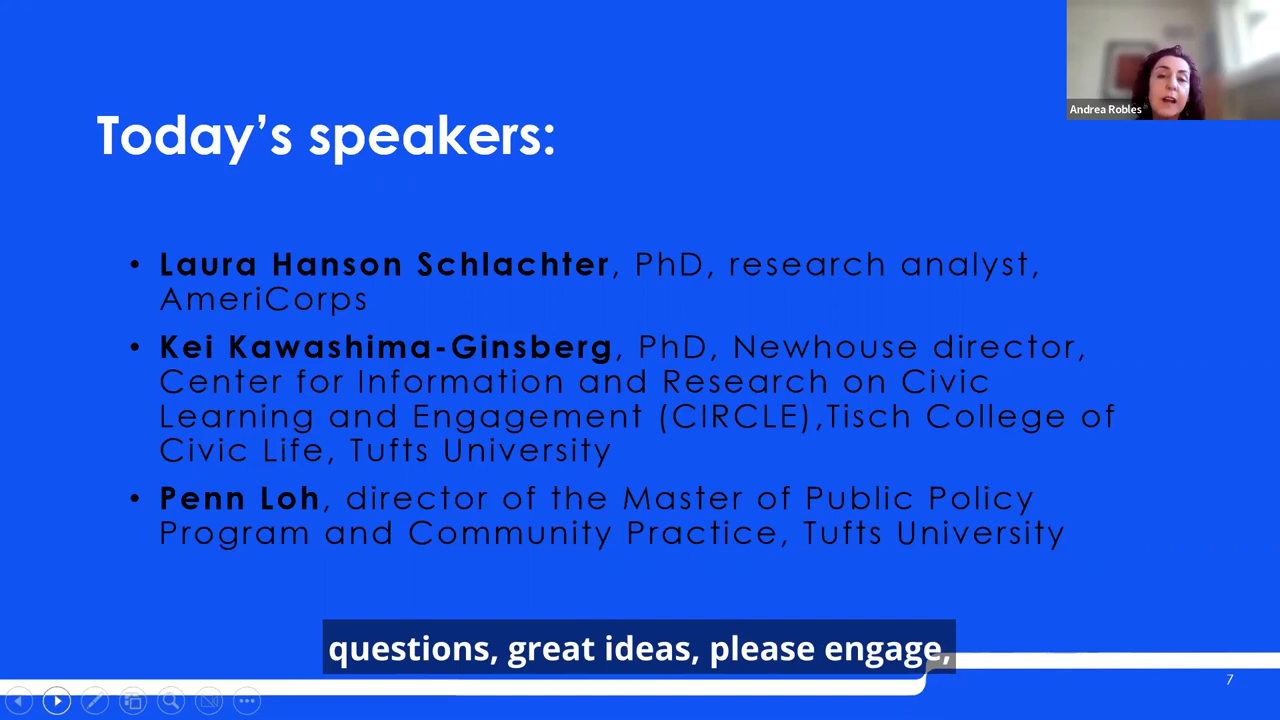 Andrea Robles
Today's speakers:
• Laura Hanson Schlachter, PhD, research analyst,
AmeriCorps
• Kei Kawashima-Ginsberg, PhD, Newhouse director,
Center for Information and Research on Civic
Learning and Engagement (CIRCLE),Tisch College of
Civic Life, Tufts University
• Penn Loh, director of the Master of Public Policy
Program and Community Practice, Tufts University
questions, great ideas, please engage,
7